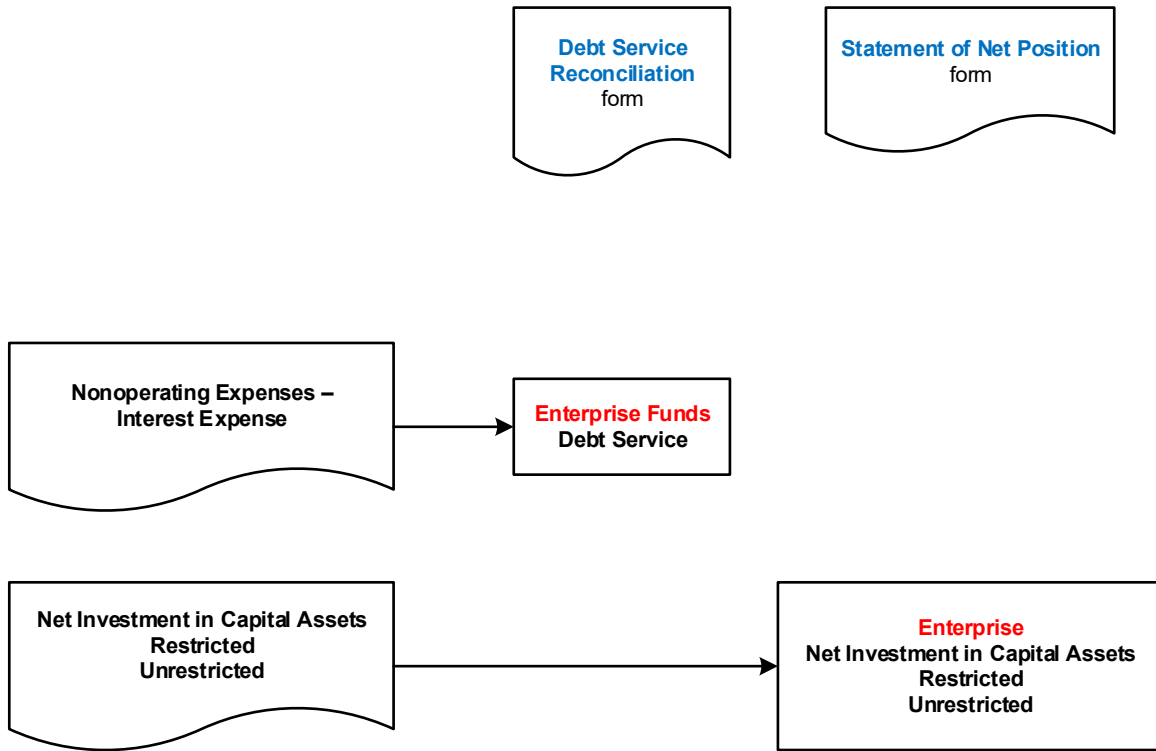 Debt Service
Reconciliation
form
Statement of Net Position
form
Nonoperating Expenses –
Interest Expense
Enterprise Funds
Debt Service
Net Investment in Capital Assets
Restricted
Unrestricted
Enterprise
Net Investment in Capital Assets
Restricted
Unrestricted